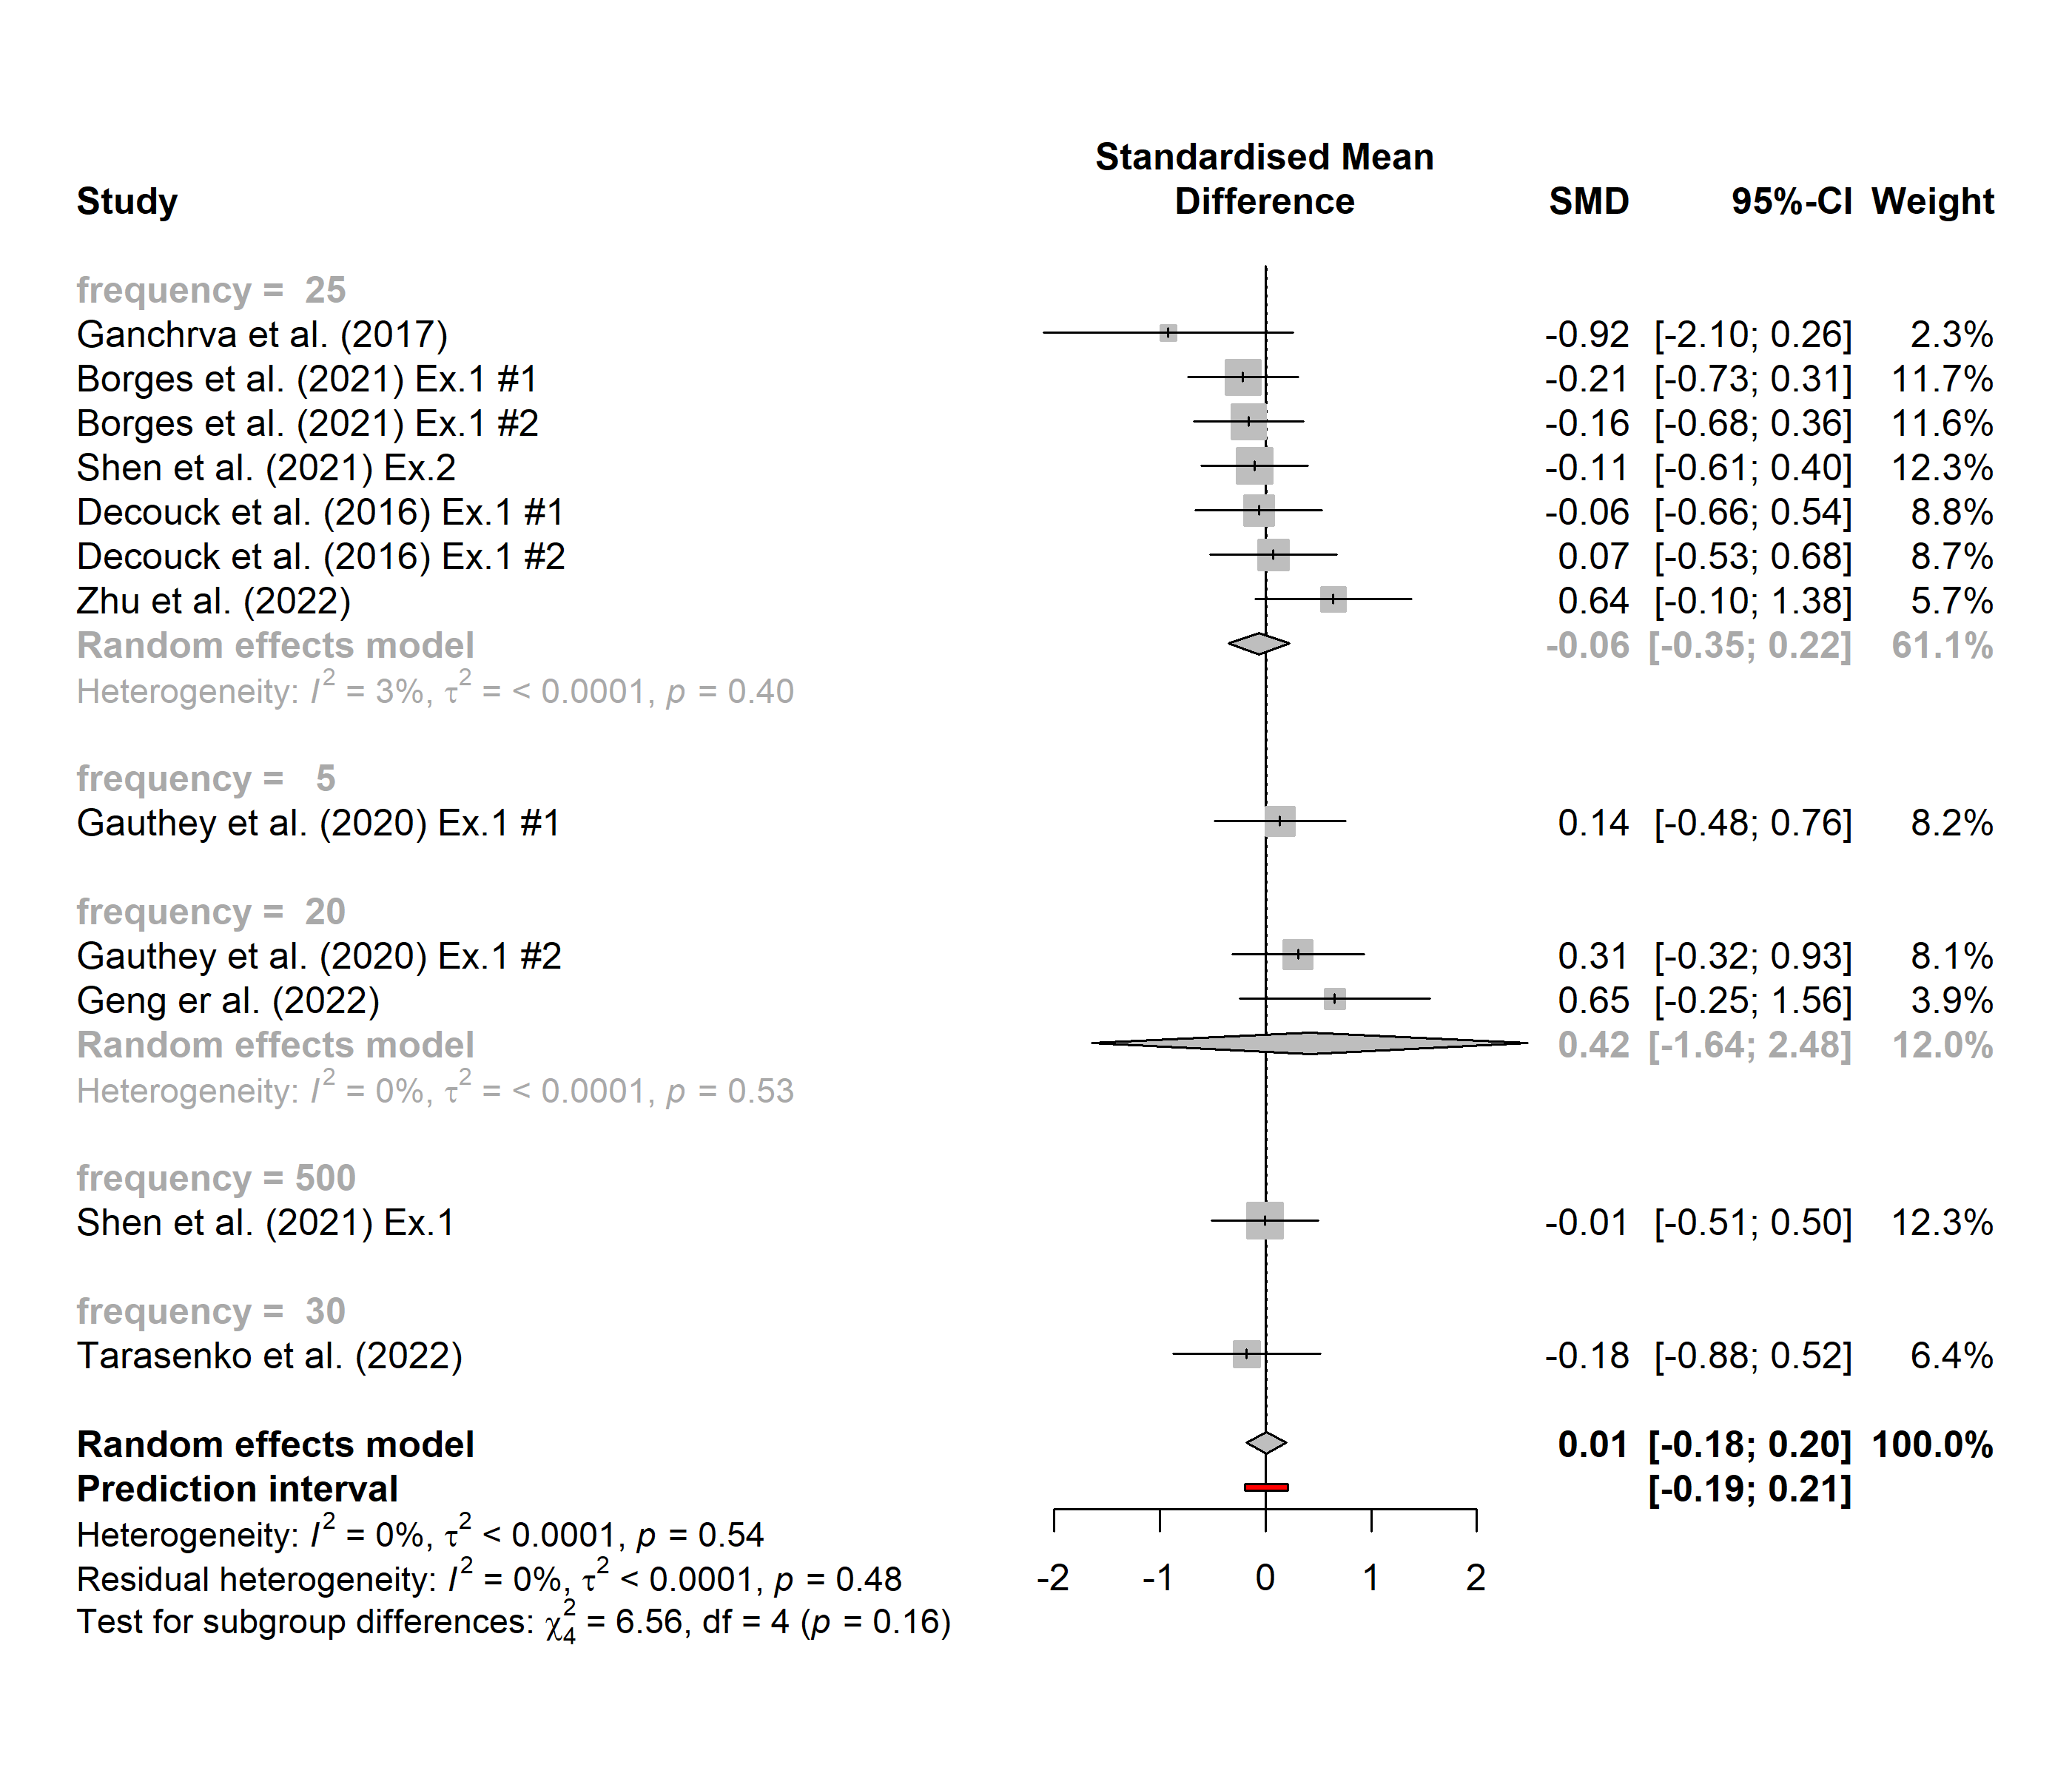 Standardised Mean
Study Difference SMD 95%-CI Weight
frequency = 25
Ganchrva et al. (2017) -0.92 [-2.10; 0.26] 2.3%
Borges et al. (2021) Ex.1 #1 -0.21 [-0.73; 0.31] 11.7%
Borges et al. (2021) Ex.1 #2 -0.16 [-0.68; 0.36] 11.6%
Shen et al. (2021) Ex.2 -0.11 [-0.61; 0.40] 12.3%
Decouck et al. (2016) Ex.1 #1 -0.06 [-0.66; 0.54] 8.8%
Decouck et al. (2016) Ex.1 #2 0.07 [-0.53; 0.68] 8.7%
Zhu et al. (2022) 0.64 [-0.10; 1.38] 5.7%
Random effects model -0.06 [-0.35; 0.22] 61.1%
Heterogeneity: I² = 3%, τ² = < 0.0001, p = 0.40
frequency = 5
Gauthey et al. (2020) Ex.1 #1 0.14 [-0.48; 0.76] 8.2%
frequency = 20
Gauthey et al. (2020) Ex.1 #2 0.31 [-0.32; 0.93] 8.1%
Geng er al. (2022) 0.65 [-0.25; 1.56] 3.9%
Random effects model 0.42 [-1.64; 2.48] 12.0%
Heterogeneity: I² = 0%, τ² = < 0.0001, p = 0.53
frequency = 500
Shen et al. (2021) Ex.1 -0.01 [-0.51; 0.50] 12.3%
frequency = 30
Tarasenko et al. (2022) -0.18 [-0.88; 0.52] 6.4%
Random effects model 0.01 [-0.18; 0.20] 100.0%
Prediction interval [-0.19; 0.21]
Heterogeneity: I² = 0%, τ² < 0.0001, p = 0.54
Residual heterogeneity: I² = 0%, τ² < 0.0001, p = 0.48
-2 -1 0 1 2
Test for subgroup differences: χ²₄ = 6.56, df = 4 (p = 0.16)